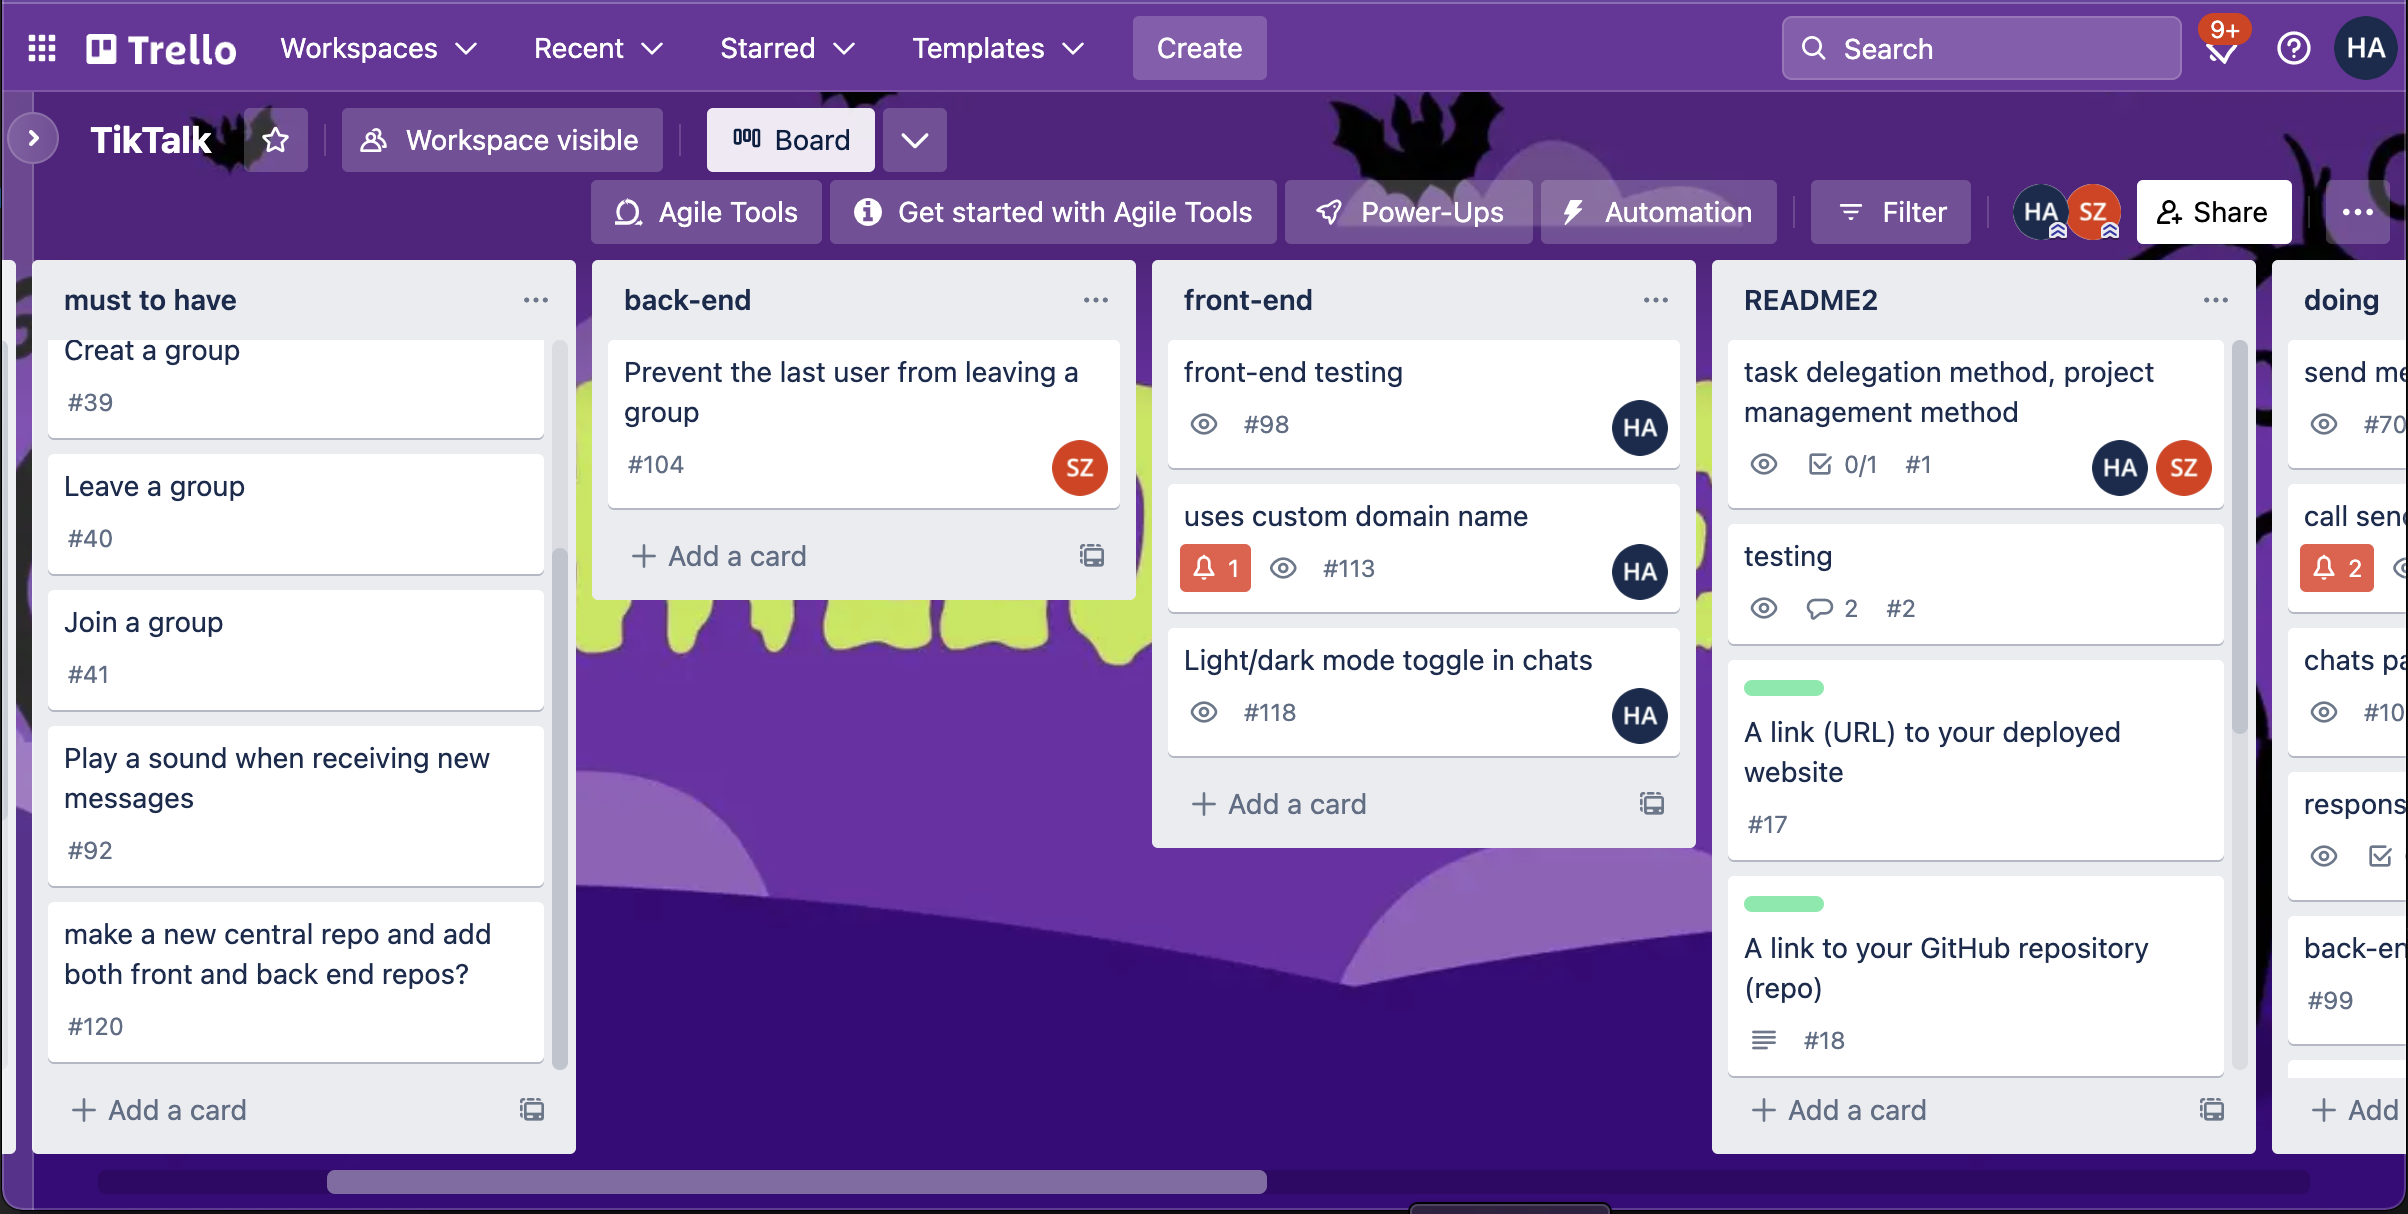 Trello
Workspaces
Recent
Starred
Templates
Create
Search
9+
HA
TikTalk
Workspace visible
Board
Agile Tools
Get started with Agile Tools
Power-Ups
Automation
Filter
HA
SZ
Share
must to have
Creat a group
#39
Leave a group
#40
Join a group
#41
Play a sound when receiving new
messages
#92
make a new central repo and add
both front and back end repos?
#120
Add a card
back-end
Prevent the last user from leaving a
group
#104
SZ
Add a card
front-end
front-end testing
#98
HA
uses custom domain name
1
#113
HA
Light/dark mode toggle in chats
#118
HA
Add a card
README2
task delegation method, project
management method
0/1 #1
HA SZ
testing
2 #2
A link (URL) to your deployed
website
#17
A link to your GitHub repository
(repo)
#18
Add a card
doing
send
#70
call
2
chats
#10
back-en
#99
Add